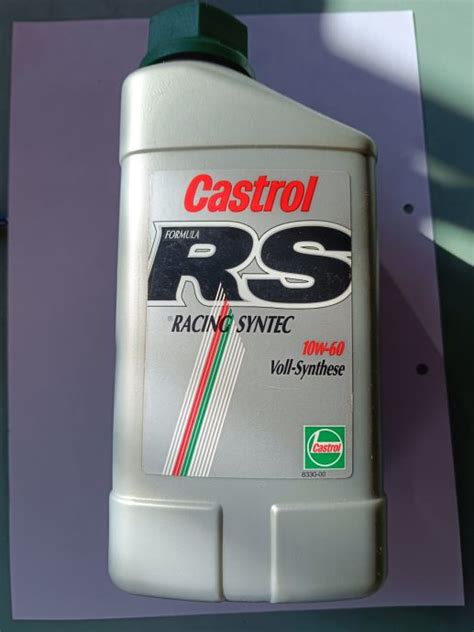 Castrol
FORMULA
RS
® RACING SYNTEC
10W-60
Voll-Synthese
Castrol
6330-00